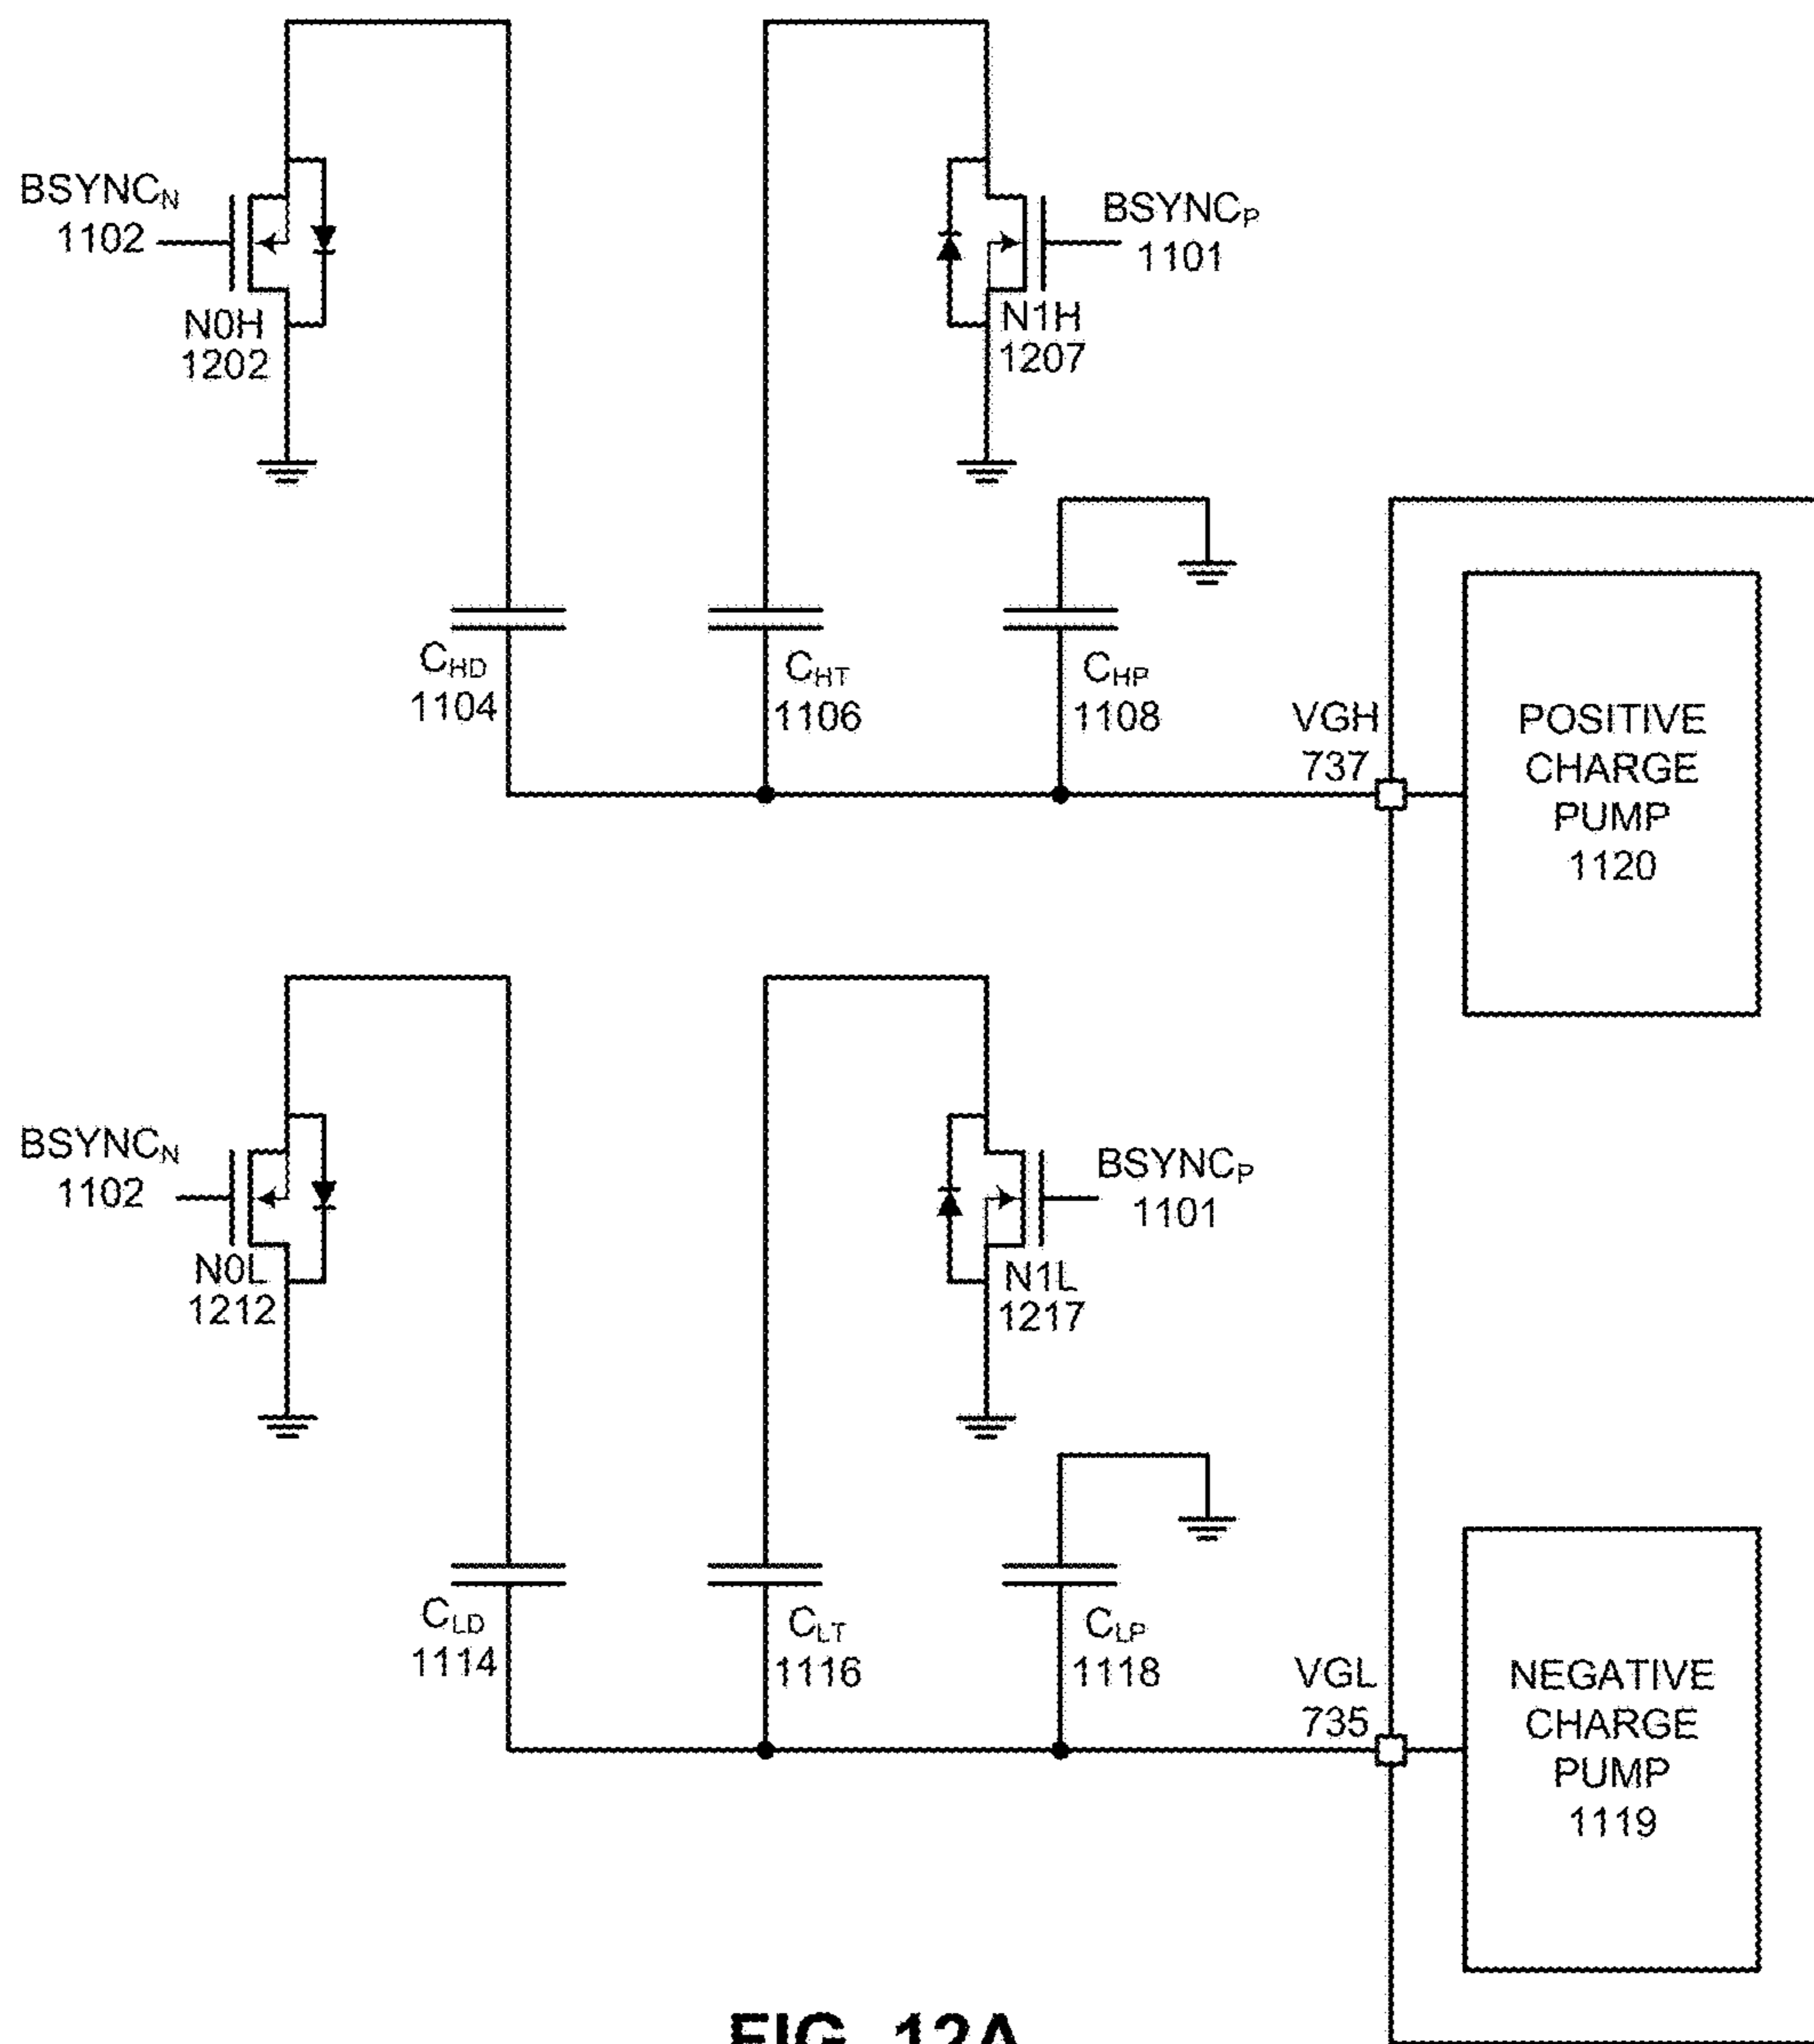 BSYNCN
1102
N0H
1202
BSYNCP
1101
N1H
1207
CHD
1104
CHT
1106
CHP
1108
VGH
737
POSITIVE
CHARGE
PUMP
1120
BSYNCN
1102
N0L
1212
BSYNCP
1101
N1L
1217
CLD
1114
CLT
1116
CLP
1118
VGL
735
NEGATIVE
CHARGE
PUMP
1119
FIG. 12A